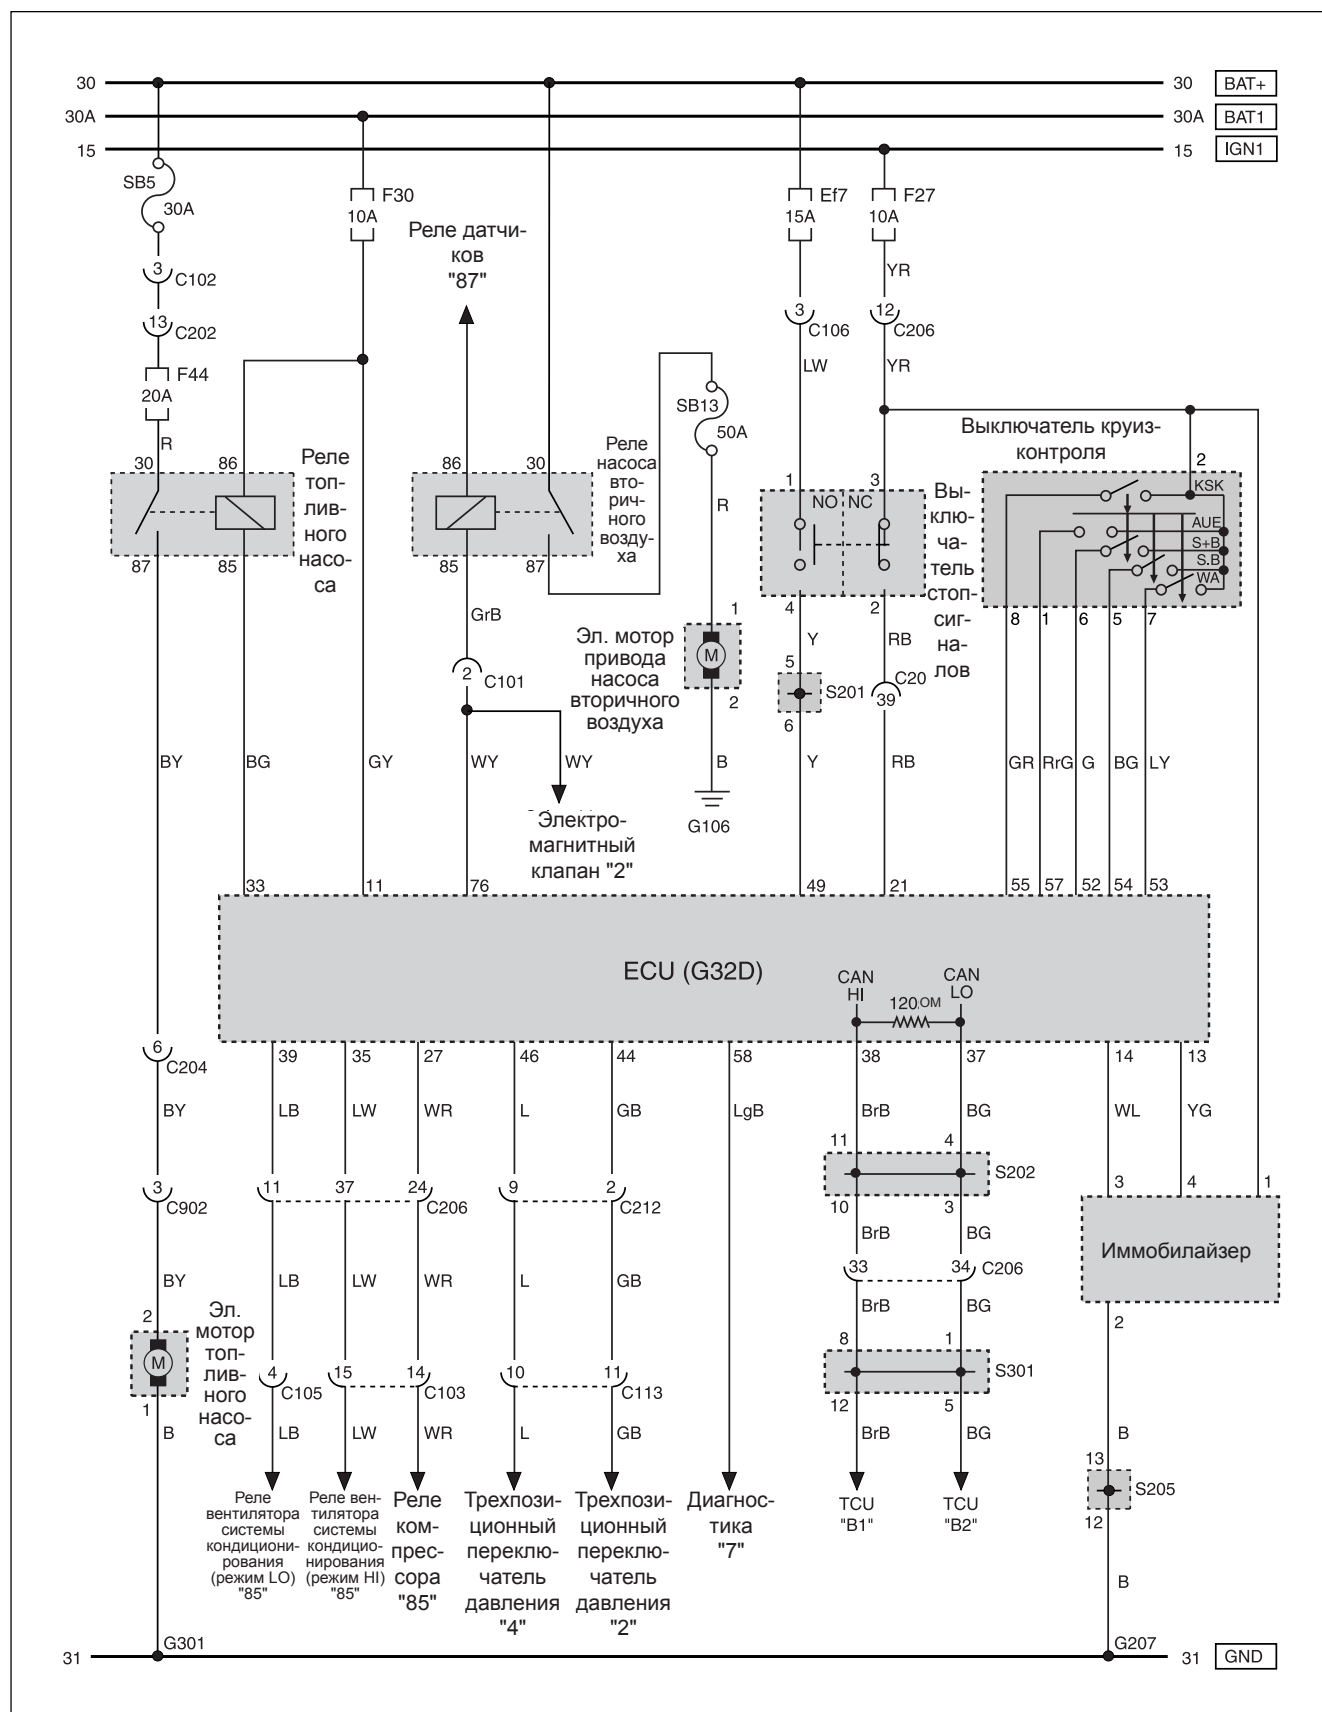 30
30
BAT+
30A
30A
BAT1
15
15
IGN1
SB5
30A
F30
10A
Ef7
15A
F27
10A
Реле датчи-
ков
"87"
YR
3
C102
13
C202
3
C106
12
C206
LW
YR
F44
20A
SB13
50A
R
Выключатель круиз-
контроля
2
30
86
Реле
топ-
лив-
ного
насо-
са
87
85
86
30
Реле
насоса
вто-
рич-
ного
возду-
ха
85
87
R
1
3
NO
NC
Вы-
клю-
ча-
тель
стоп-
сиг-
на-
лов
4
2
KSK
AUE
S+B
S.B
WA
8
1
6
5
7
GrB
2
C101
Эл. мотор
привода
насоса
вторичного
воздуха
1
M
2
Y
5
S201
6
RB
C20
39
BY
BG
GY
WY
WY
B
Y
RB
GR
RrG
G
BG
LY
G106
Электро-
магнитный
клапан "2"
33
11
76
49
21
55
57
52
54
53
ECU (G32D)
CAN
HI
CAN
LO
120.ОМ
39
35
27
46
44
58
38
37
14
13
6
C204
BY
LB
LW
WR
L
GB
LgB
BrB
BG
WL
YG
11
4
S202
10
3
3
C902
11
37
24
C206
9
2
C212
3
4
1
Иммобилайзер
2
BrB
BG
33
34
C206
BY
LB
LW
WR
L
GB
BrB
BG
2
M
1
Эл.
мотор
топ-
лив-
ного
насо-
са
8
1
S301
12
5
4
C105
15
14
C103
10
11
C113
B
LB
LW
WR
L
GB
BrB
BG
B
13
S205
12
Реле
вентилятора
системы
кондициони-
рования
(режим LO)
"85"
Реле вен-
тилятора
системы
кондицио-
нирования
(режим HI)
"85"
Реле
ком-
прес-
сора
"85"
Трехпози-
ционный
переклю-
чатель
давления
"4"
Трехпози-
ционный
переклю-
чатель
давления
"2"
Диагнос-
тика
"7"
TCU
"B1"
TCU
"B2"
B
G301
G207
31
31
GND